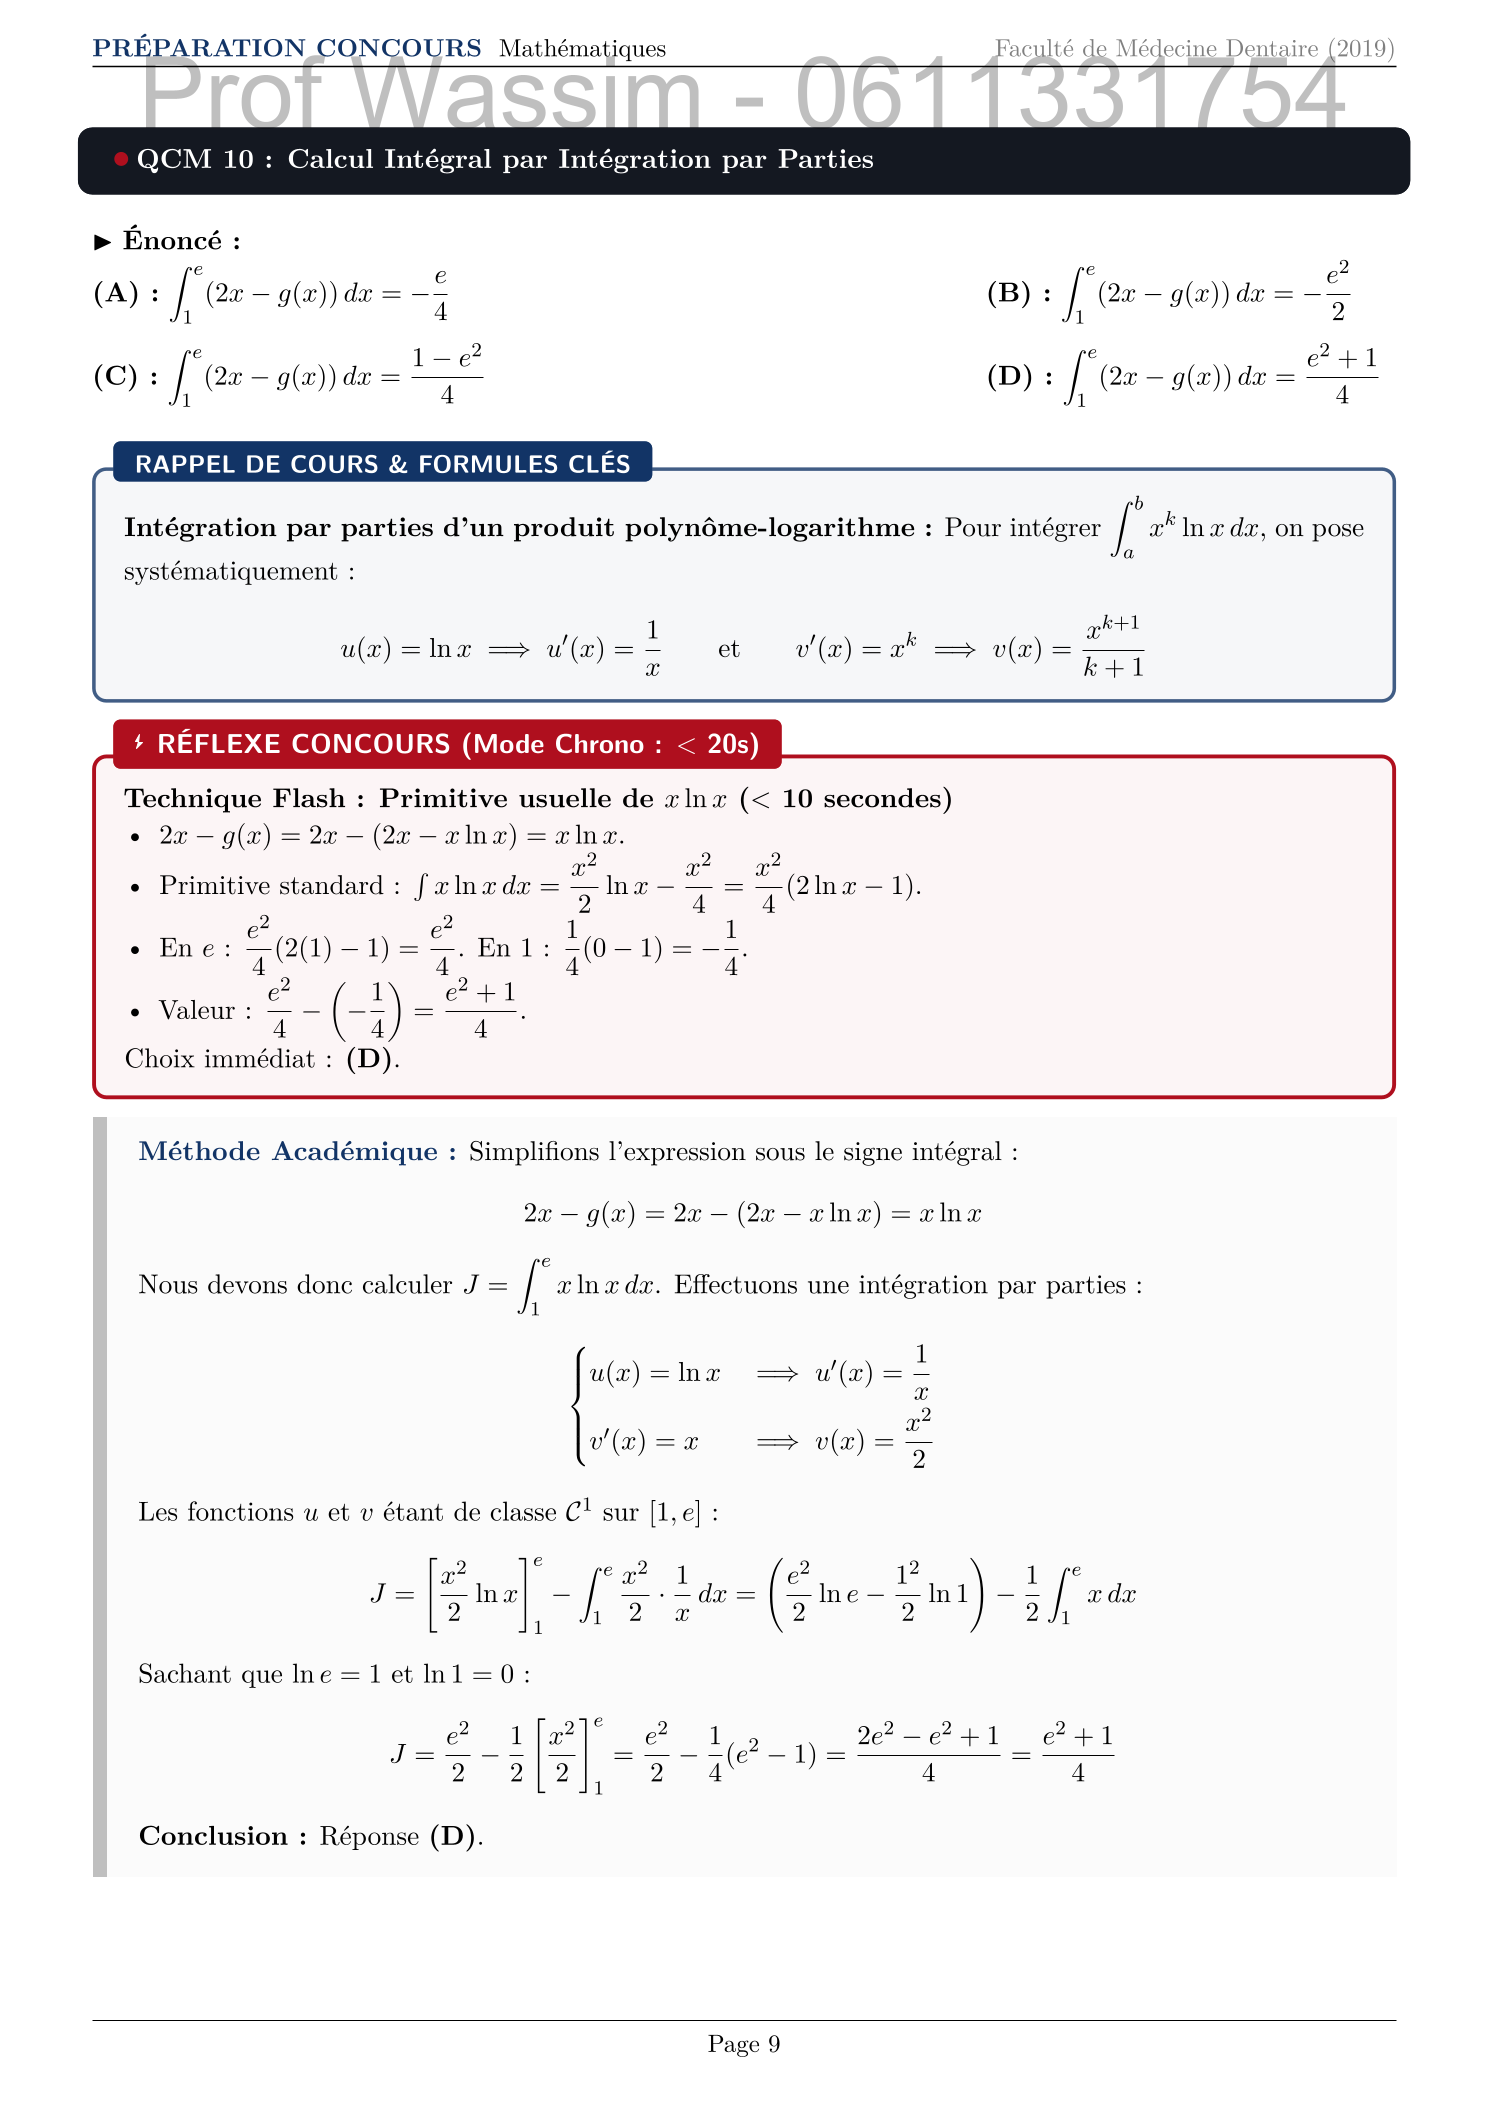 PRÉPARATION CONCOURS Mathématiques Faculté de Médecine Dentaire (2019)
Prof Wassim - 0611331754
• QCM 10 : Calcul Intégral par Intégration par Parties
▶ Énoncé :
(A) : ∫₁ᵉ (2x − g(x)) dx = −e/4
(B) : ∫₁ᵉ (2x − g(x)) dx = −e²/2
(C) : ∫₁ᵉ (2x − g(x)) dx = (1 − e²)/4
(D) : ∫₁ᵉ (2x − g(x)) dx = (e² + 1)/4
RAPPEL DE COURS & FORMULES CLÉS
Intégration par parties d'un produit polynôme-logarithme : Pour intégrer ∫ₐᵇ xᵏ ln x dx, on pose
systématiquement :
u(x) = ln x ⟹ u′(x) = 1/x et v′(x) = xᵏ ⟹ v(x) = xᵏ⁺¹/(k + 1)
⚡ RÉFLEXE CONCOURS (Mode Chrono : < 20s)
Technique Flash : Primitive usuelle de x ln x (< 10 secondes)
• 2x − g(x) = 2x − (2x − x ln x) = x ln x.
• Primitive standard : ∫ x ln x dx = x²/2 ln x − x²/4 = x²/4 (2 ln x − 1).
• En e : e²/4 (2(1) − 1) = e²/4. En 1 : 1/4 (0 − 1) = −1/4.
• Valeur : e²/4 − (−1/4) = (e² + 1)/4.
Choix immédiat : (D).
Méthode Académique : Simplifions l'expression sous le signe intégral :
2x − g(x) = 2x − (2x − x ln x) = x ln x
Nous devons donc calculer J = ∫₁ᵉ x ln x dx. Effectuons une intégration par parties :
{ u(x) = ln x ⟹ u′(x) = 1/x
v′(x) = x ⟹ v(x) = x²/2
Les fonctions u et v étant de classe 𝒞¹ sur [1, e] :
J = [x²/2 ln x]₁ᵉ − ∫₁ᵉ x²/2 · 1/x dx = (e²/2 ln e − 1²/2 ln 1) − 1/2 ∫₁ᵉ x dx
Sachant que ln e = 1 et ln 1 = 0 :
J = e²/2 − 1/2 [x²/2]₁ᵉ = e²/2 − 1/4 (e² − 1) = (2e² − e² + 1)/4 = (e² + 1)/4
Conclusion : Réponse (D).
Page 9